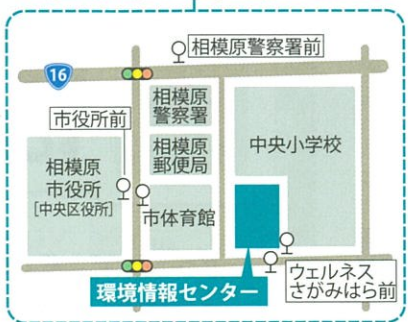 相模原警察署前
16
相模原
警察署
市役所前
中央小学校
相模原
郵便局
相模原
市役所
[中央区役所]
市体育館
環境情報センター
ウェルネス
さがみはら前